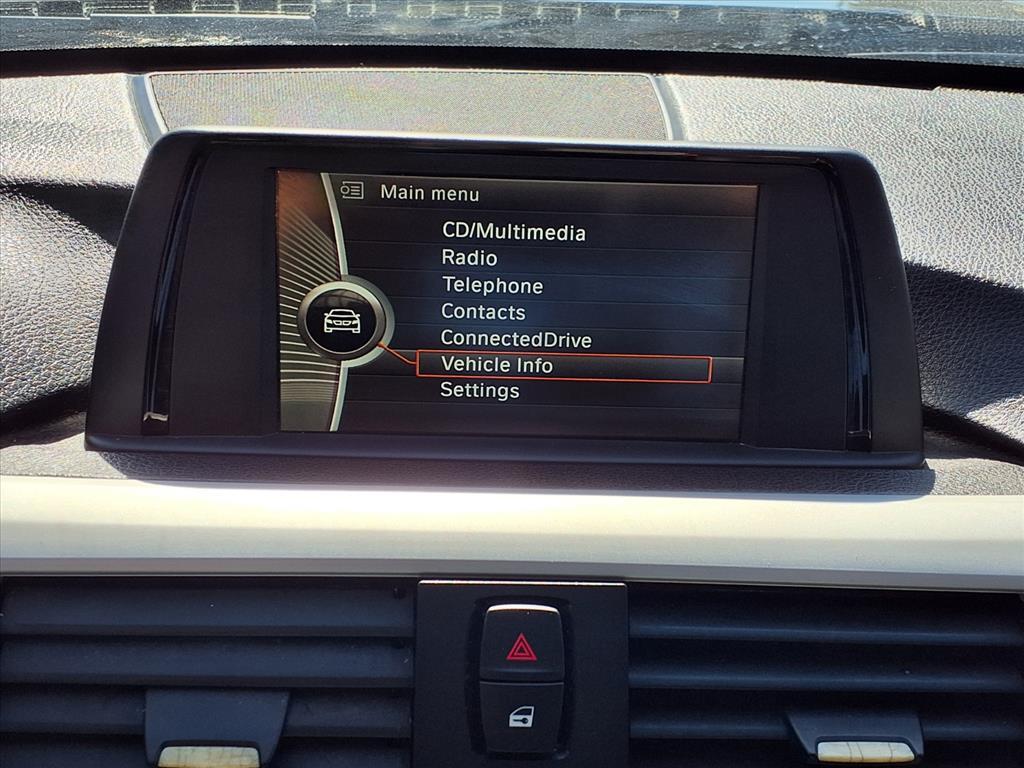 Main menu
CD/Multimedia
Radio
Telephone
Contacts
ConnectedDrive
Vehicle Info
Settings